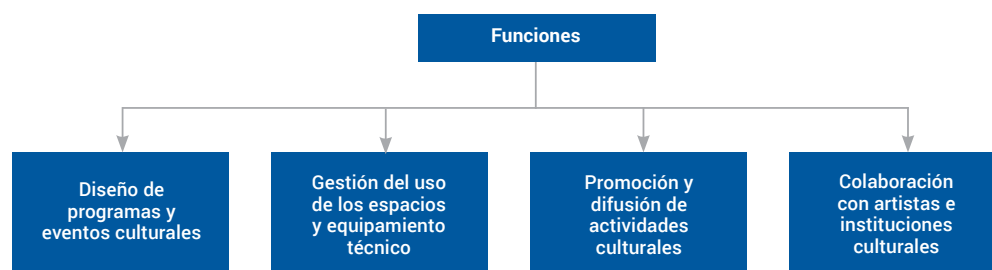 Funciones
Diseño de
programas y
eventos culturales
Gestión del uso
de los espacios
y equipamiento
técnico
Promoción y
difusión de
actividades
culturales
Colaboración
con artistas e
instituciones
culturales